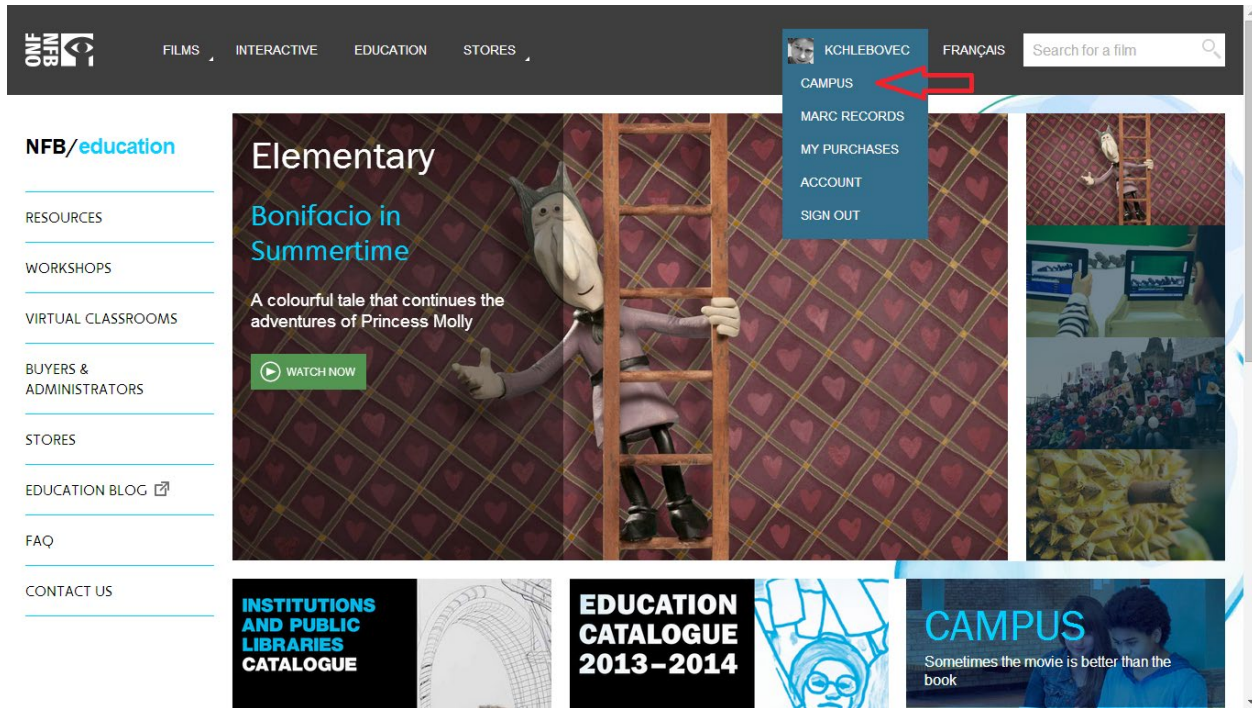 NFB
ONF
FILMS
INTERACTIVE
EDUCATION
STORES
KCHLEBOVEC
FRANÇAIS
Search for a film
CAMPUS
MARC RECORDS
MY PURCHASES
ACCOUNT
SIGN OUT
NFB/education
RESOURCES
WORKSHOPS
VIRTUAL CLASSROOMS
BUYERS &
ADMINISTRATORS
STORES
EDUCATION BLOG
FAQ
CONTACT US
Elementary
Bonifacio in
Summertime
A colourful tale that continues the
adventures of Princess Molly
WATCH NOW
INSTITUTIONS
AND PUBLIC
LIBRARIES
CATALOGUE
EDUCATION
CATALOGUE
2013–2014
CAMPUS
Sometimes the movie is better than the
book